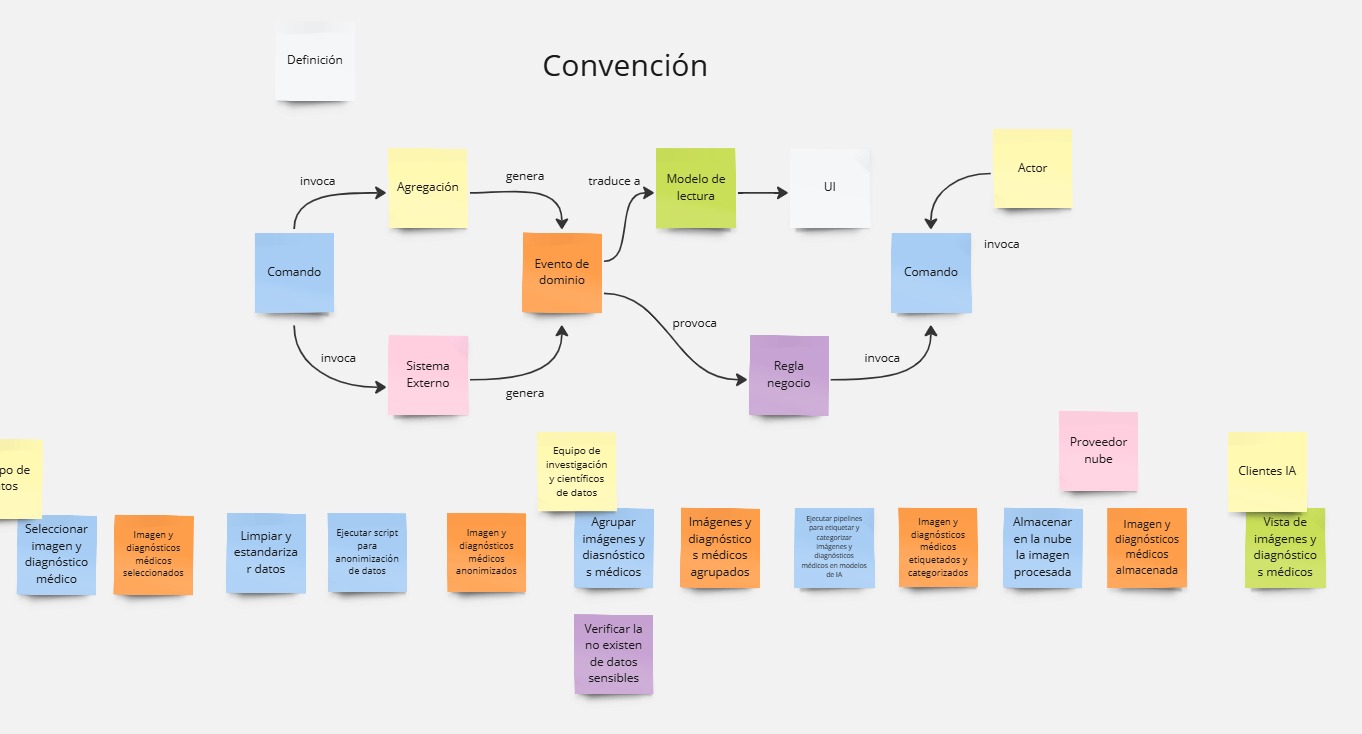 Definición
Convención
invoca
Agregación
genera
traduce a
Modelo de
lectura
UI
Actor
Comando
Evento de
dominio
Comando
invoca
invoca
Sistema
Externo
genera
provoca
Regla
negocio
invoca
po de
tos
Equipo de
investigación
y científicos
de datos
Proveedor
nube
Clientes IA
Seleccionar
imagen y
diagnóstico
médico
Imagen y
diagnósticos
médicos
seleccionados
Limpiar y
estandariza
r datos
Ejecutar script
para
anonimización
de datos
Imagen y
diagnósticos
médicos
anonimizados
Agrupar
imágenes y
diasnóstico
s médicos
Imágenes y
diagnóstico
s médicos
agrupados
Ejecutar pipelines
para etiquetar y
categorizar
imágenes y
diagnósticos
médicos en modelos
de IA
Imagen y
diagnósticos
médicos
etiquetados y
categorizados
Almacenar
en la nube
la imagen
procesada
Imagen y
diagnósticos
médicos
almacenada
Vista de
imágenes y
diagnóstico
s médicos
Verificar la
no existen
de datos
sensibles